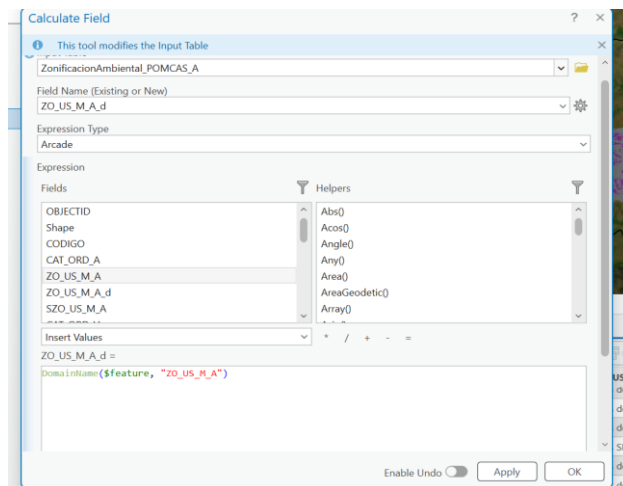 Calculate Field ? ×
This tool modifies the Input Table ×
Input Table
ZonificacionAmbiental_POMCAS_A
Field Name (Existing or New)
ZO_US_M_A_d
Expression Type
Arcade
Expression
Fields
Helpers
OBJECTID
Shape
CODIGO
CAT_ORD_A
ZO_US_M_A
ZO_US_M_A_d
SZO_US_M_A
Abs()
Acos()
Angle()
Any()
Area()
AreaGeodetic()
Array()
Insert Values
* / + - =
ZO_US_M_A_d =
DomainName($feature, "ZO_US_M_A")
Enable Undo
Apply
OK